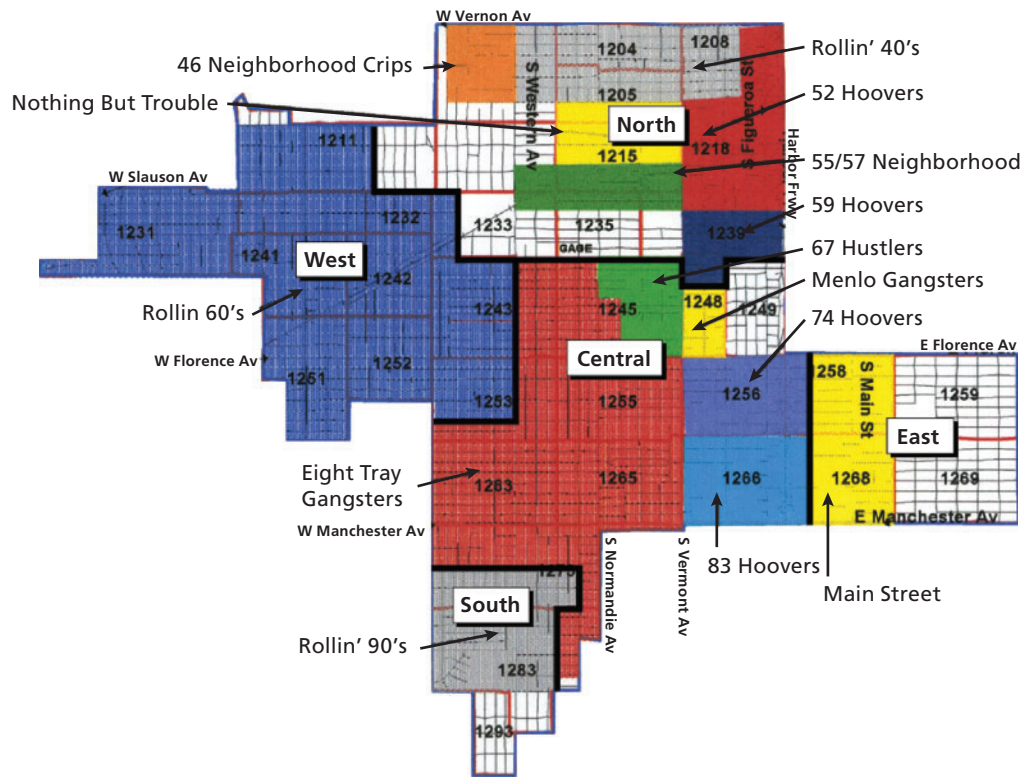 W Vernon Av
1204
1208
Rollin' 40's
46 Neighborhood Crips
S Western Av
S Figueroa St
52 Hoovers
Nothing But Trouble
1205
North
Harbor Frwy
1211
1215
1218
55/57 Neighborhood
W Slauson Av
59 Hoovers
1231
1232
1233
1235
1239
67 Hustlers
1241
West
GAGE
Menlo Gangsters
1242
Rollin 60's
1243
1245
1248
1249
74 Hoovers
W Florence Av
Central
E Florence Av
1251
1252
1253
1255
1256
1258
S Main St
1259
East
Eight Tray
Gangsters
1263
1265
1266
1268
1269
W Manchester Av
E Manchester Av
S Normandie Av
S Vermont Av
83 Hoovers
Main Street
South
Rollin' 90's
1283
1293